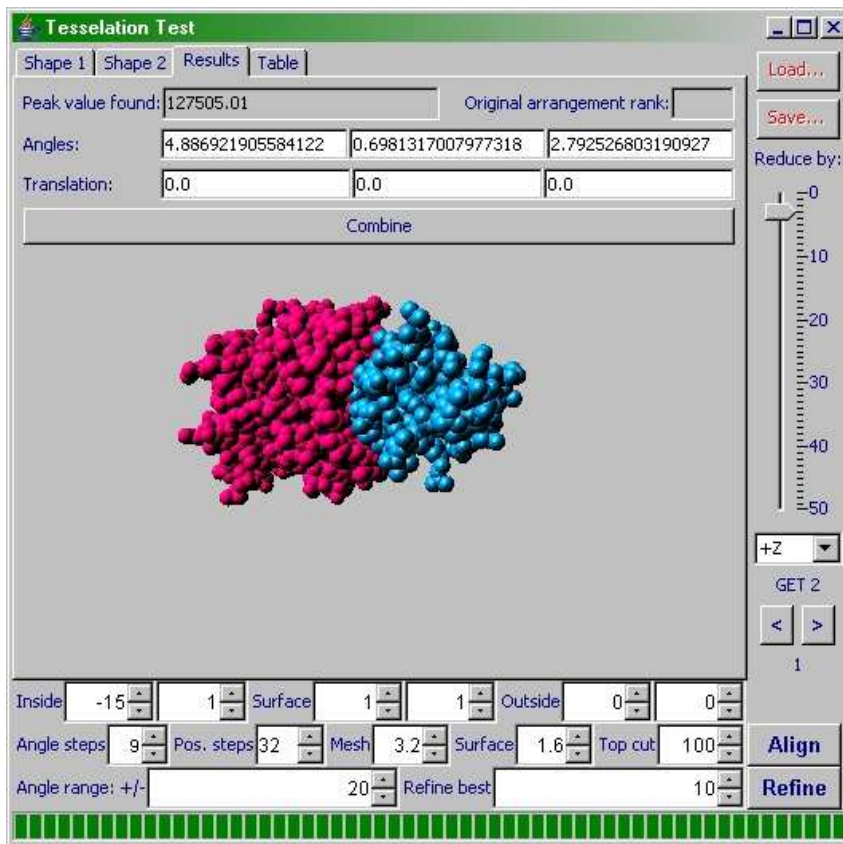 Tesselation Test
Shape 1 Shape 2 Results Table
Load...
Peak value found: 127505.01 Original arrangement rank:
Save...
Angles: 4.886921905584122 0.6981317007977318 2.792526803190927
Reduce by:
Translation: 0.0 0.0 0.0
Combine
0
10
20
30
40
50
+Z
GET 2
< >
1
Inside -15 1 Surface 1 1 Outside 0 0
Angle steps 9 Pos. steps 32 Mesh 3.2 Surface 1.6 Top cut 100 Align
Angle range: +/- 20 Refine best 10 Refine